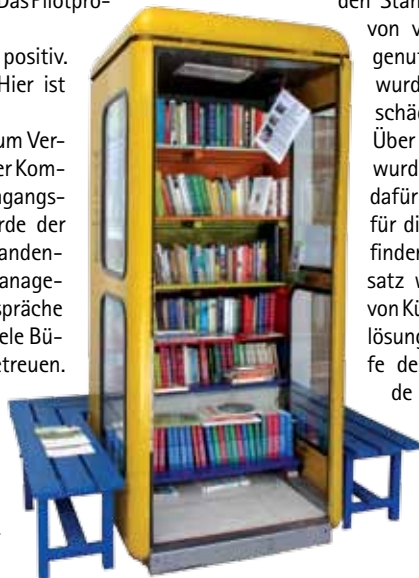 Das Pilotpro-
positiv.
Hier ist
um Ver-
er Kom-
ngangs-
rde der
anden-
anage-
spräche
ele Bü-
etreuen.
den Stan
von v
genut
wurd
schäd
Über
wurd
dafür
für di
finden
satz w
von Kü
lösung
fe de
de